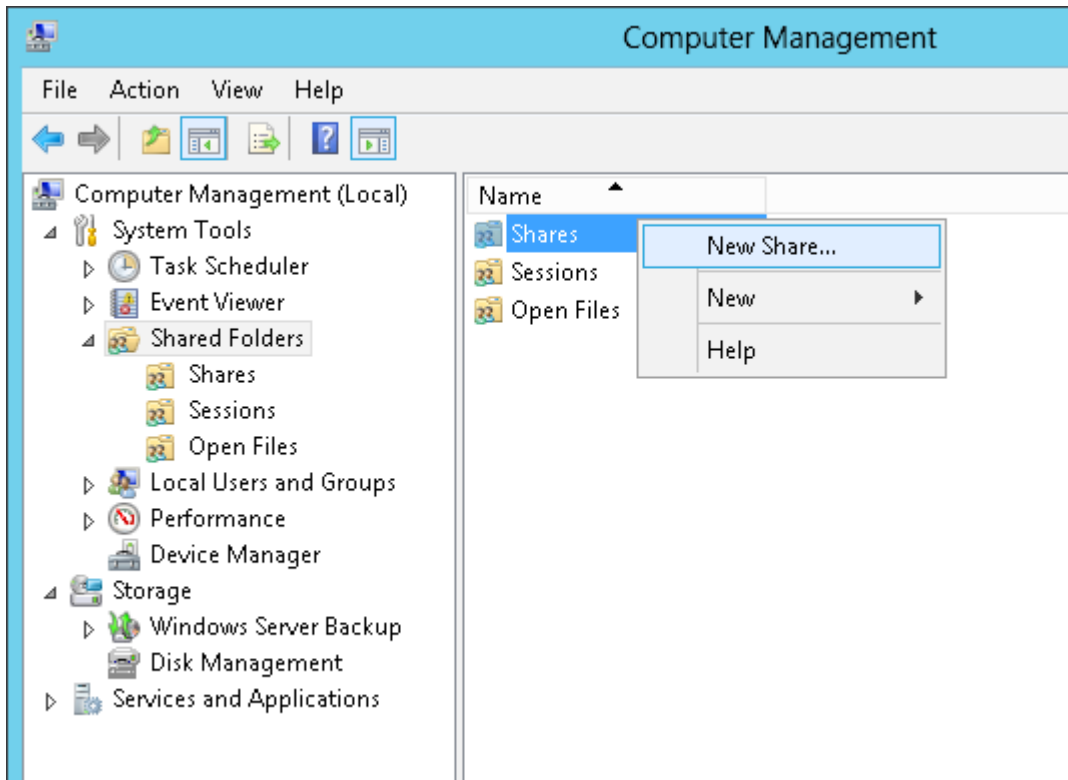 Computer Management
File Action View Help
Computer Management (Local)
System Tools
Task Scheduler
Event Viewer
Shared Folders
Shares
Sessions
Open Files
Local Users and Groups
Performance
Device Manager
Storage
Windows Server Backup
Disk Management
Services and Applications
Name
Shares
Sessions
Open Files
New Share...
New
Help